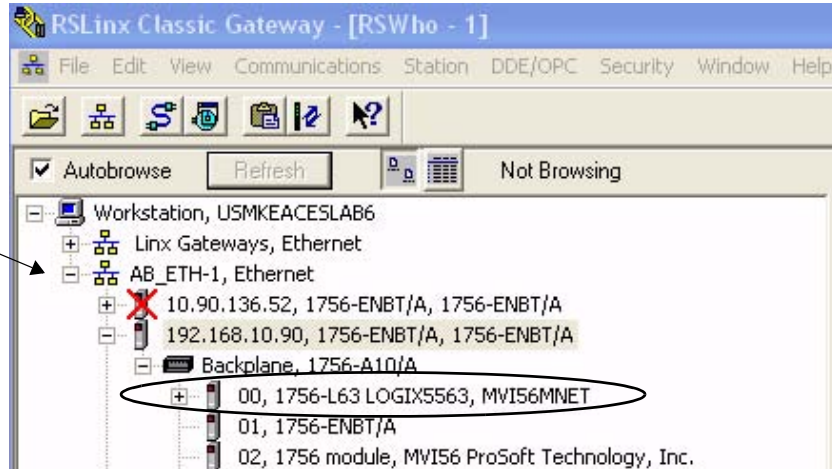 RSLinx Classic Gateway - [RSWho - 1]
File Edit View Communications Station DDE/OPC Security Window Help
Autobrowse Refresh Not Browsing
Workstation, USMKEACESLAB6
Linx Gateways, Ethernet
AB_ETH-1, Ethernet
10.90.136.52, 1756-ENBT/A, 1756-ENBT/A
192.168.10.90, 1756-ENBT/A, 1756-ENBT/A
Backplane, 1756-A10/A
00, 1756-L63 LOGIX5563, MVI56MNET
01, 1756-ENBT/A
02, 1756 module, MVI56 ProSoft Technology, Inc.